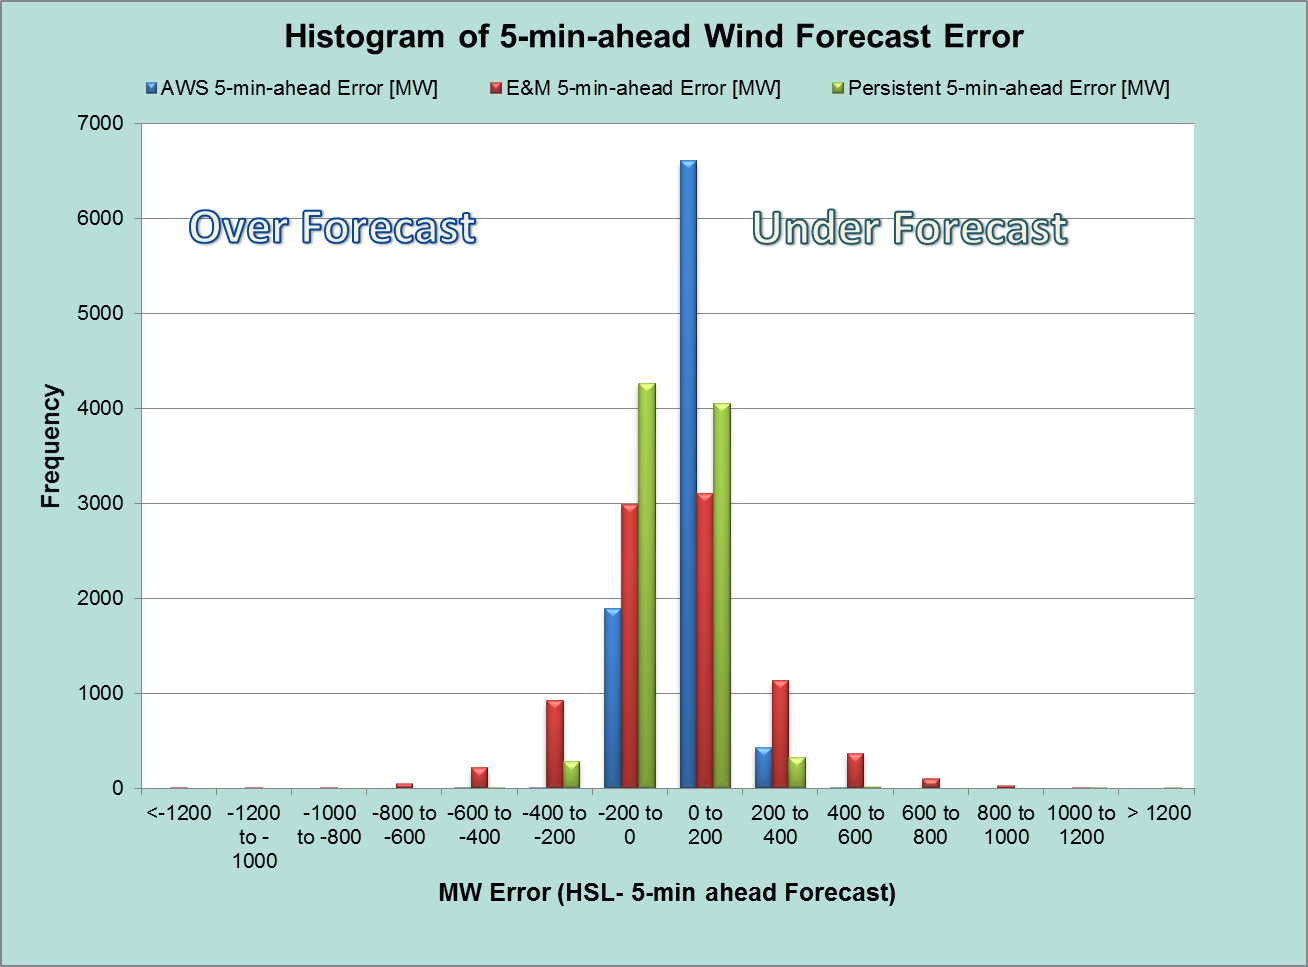 Histogram of 5-min-ahead Wind Forecast Error
AWS 5-min-ahead Error [MW] E&M 5-min-ahead Error [MW] Persistent 5-min-ahead Error [MW]
7000
6000
5000
4000
3000
2000
1000
0
Frequency
Over Forecast Under Forecast
<-1200 -1200 -1000 -800 to -600 to -400 to -200 to 0 to 200 to 400 to 600 to 800 to 1000 to > 1200
to - to -800 -600 -400 -200 0 200 400 600 800 1000 1200
1000
MW Error (HSL- 5-min ahead Forecast)